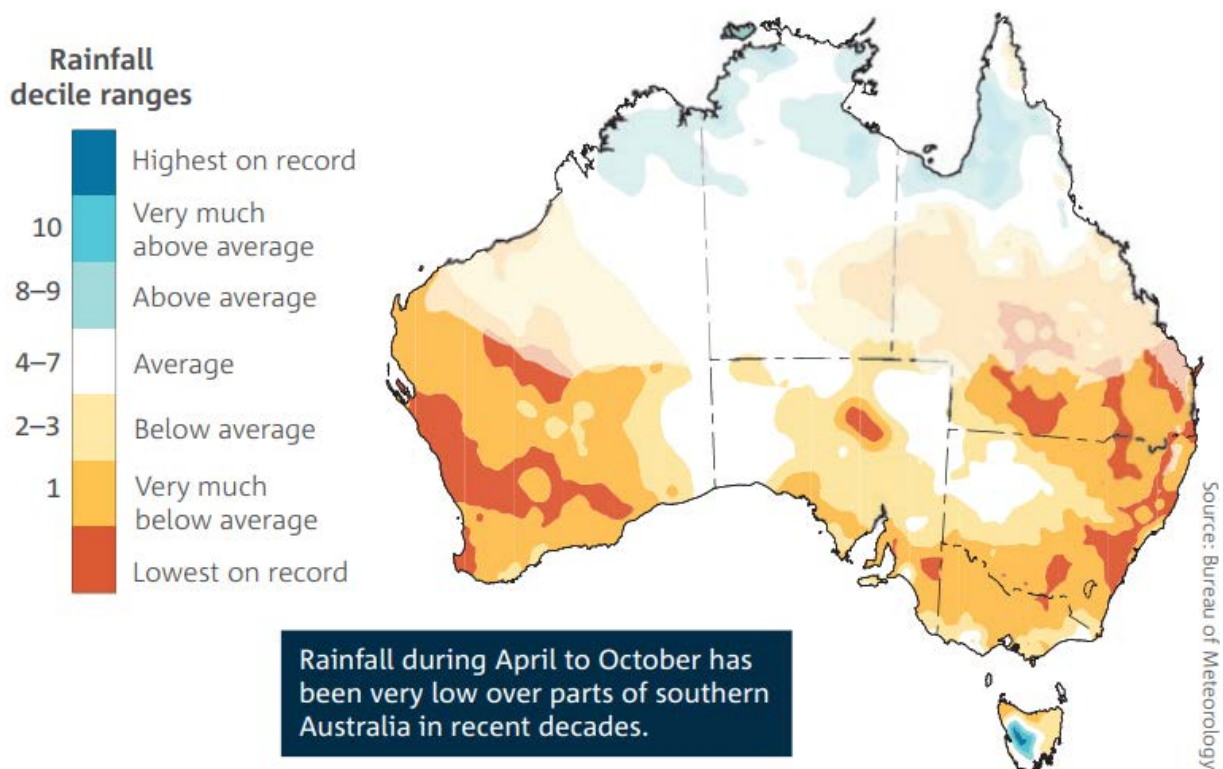 Rainfall
decile ranges
Highest on record
10
Very much
above average
8–9
Above average
4–7
Average
2–3
Below average
1
Very much
below average
Lowest on record
Rainfall during April to October has
been very low over parts of southern
Australia in recent decades.
Source: Bureau of Meteorology